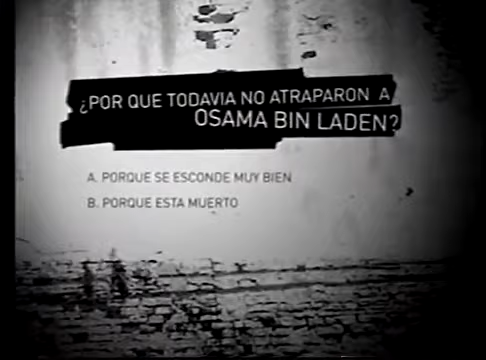 ¿POR QUE TODAVIA NO ATRAPARON A
OSAMA BIN LADEN?
A. PORQUE SE ESCONDE MUY BIEN
B. PORQUE ESTA MUERTO